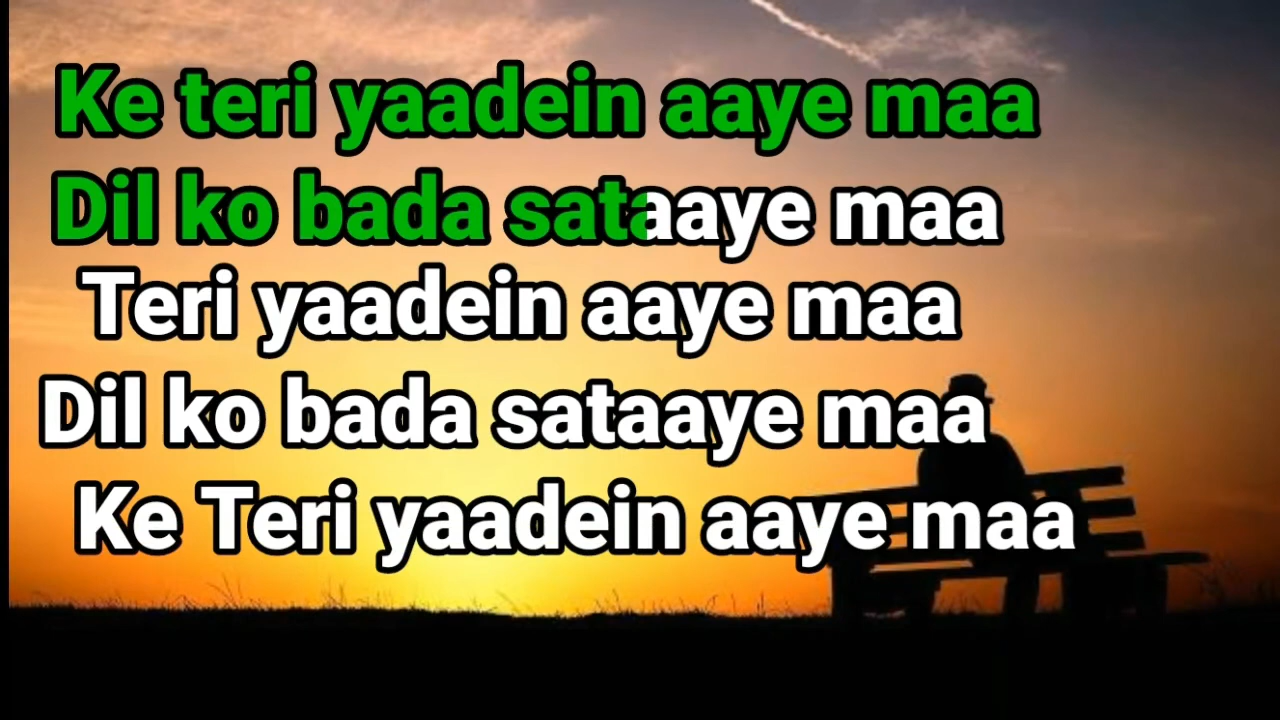 Ke teri yaadein aaye maa
Dil ko bada sataaye maa
Teri yaadein aaye maa
Dil ko bada sataaye maa
Ke Teri yaadein aaye maa